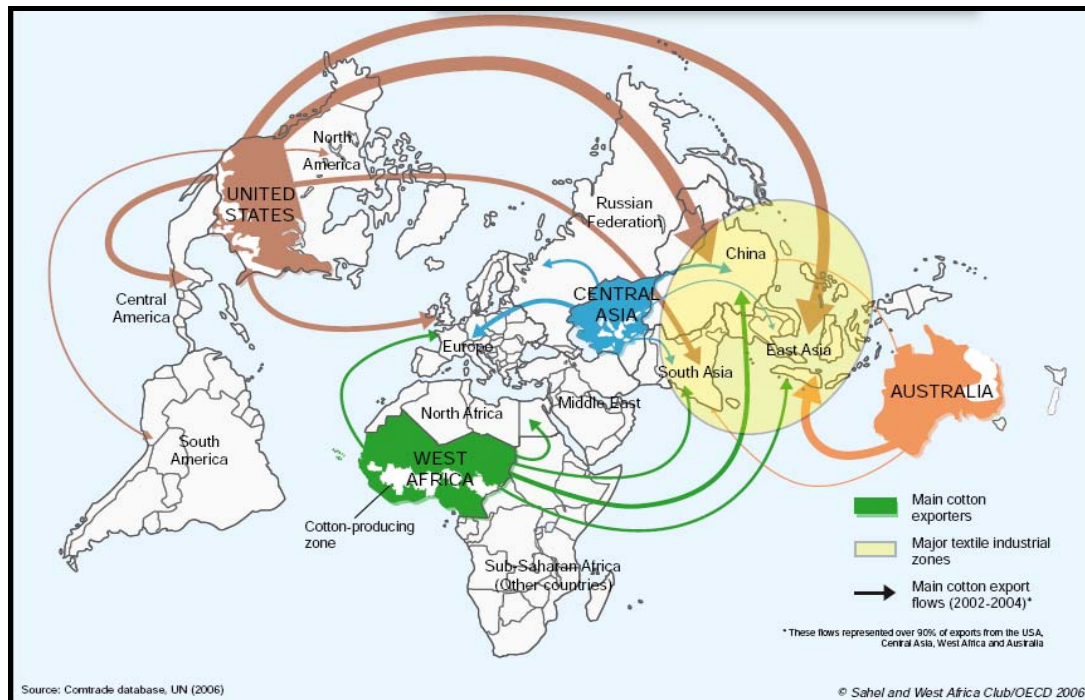 North
America
UNITED
STATES
Central
America
South
America
Russian
Federation
China
CENTRAL
ASIA
Europe
East Asia
South Asia
AUSTRALIA
Middle East
North Africa
WEST
AFRICA
Cotton-producing
zone
Sub-Saharan Africa
(Other countries)
Main cotton
exporters
Major textile industrial
zones
Main cotton export
flows (2002-2004)*
* These flows represented over 90% of exports from the USA,
Central Asia, West Africa and Australia
Source: Comtrade database, UN (2006)
© Sahel and West Africa Club/OECD 2006